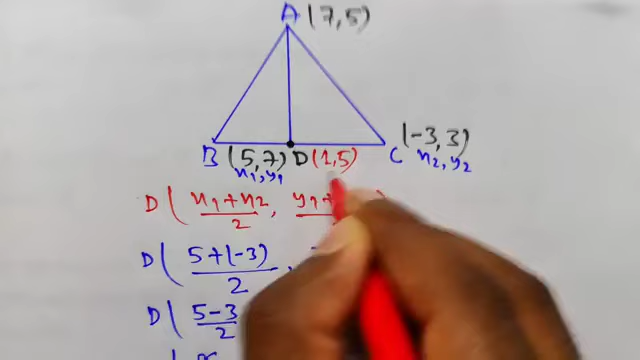 A (7,5)
(-3,3)
B (5,7) D (1,5) C x2, y2
x1, y1
D ( x1+x2/2 , y1+
D ( 5+(-3)/2 ,
D ( 5-3/2